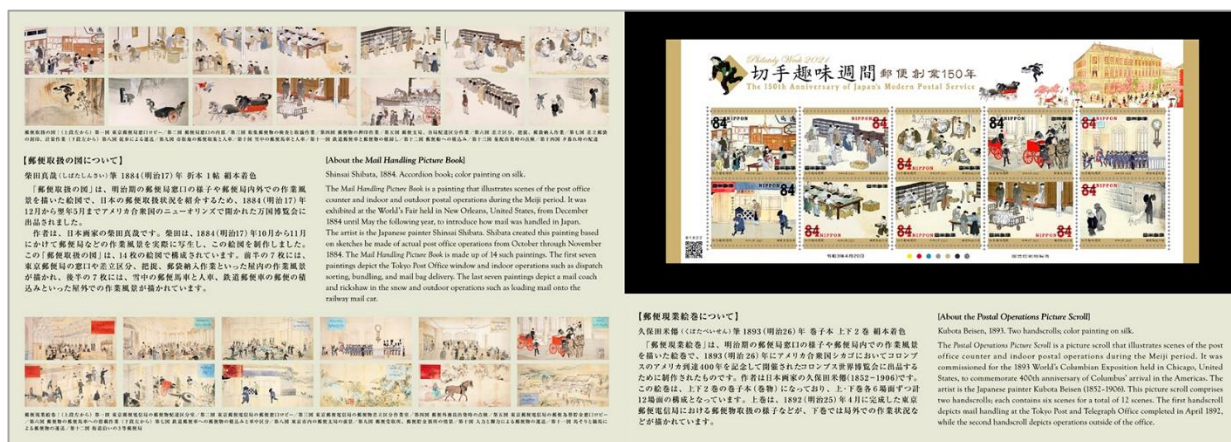 【郵便取扱の図について】
柴田真哉(しばたしんさい)筆 1884(明治17)年 折本 1帖 絹本着色
「郵便取扱の図」は、明治期の郵便局窓口の様子や郵便局内外での作業風
景を描いた絵図で、日本の郵便取扱状況を紹介するため、1884(明治17)年
12月から翌年5月までアメリカ合衆国のニューオリンズで開かれた万国博覧会に
出品されました。
作者は、日本画家の柴田真哉です。柴田は、1884(明治17)年10月から11月
にかけて郵便局などの作業風景を実際に写生し、この絵図を制作しました。
この「郵便取扱の図」は、14枚の絵図で構成されています。前半の7枚には、
東京郵便局の窓口や差立区分、把捉、郵袋納入作業といった屋内の作業風景
が描かれ、後半の7枚には、雪中の郵便馬車と人車、鉄道郵便車の郵便の積
込みといった屋外での作業風景が描かれています。
[About the Mail Handling Picture Book]
Shinsai Shibata, 1884. Accordion book; color painting on silk.
The Mail Handling Picture Book is a painting that illustrates scenes of the post office
counter and indoor and outdoor postal operations during the Meiji period. It was
exhibited at the World's Fair held in New Orleans, United States, from December
1884 until May the following year, to introduce how mail was handled in Japan.
The artist is the Japanese painter Shinsai Shibata. Shibata created this painting based
on sketches he made of actual post office operations from October through November
1884. The Mail Handling Picture Book is made up of 14 such paintings. The first seven
paintings depict the Tokyo Post Office window and indoor operations such as dispatch
sorting, bundling, and mail bag delivery. The last seven paintings depict a mail coach
and rickshaw in the snow and outdoor operations such as loading mail onto the
railway mail car.
Philately Week 2021
切手趣味週間 郵便創業150年
The 150th Anniversary of Japan's Modern Postal Service
84 NIPPON
84 NIPPON
84 NIPPON
84 NIPPON
84 NIPPON
84 NIPPON
84 NIPPON
84 NIPPON
84 NIPPON
84 NIPPON
令和3年4月20日
【郵便現業絵巻について】
久保田米僊(くぼたべいせん)筆 1893(明治26)年 巻子本 上下2巻 絹本着色
「郵便現業絵巻」は、明治期の郵便局窓口の様子や郵便局内での作業風景
を描いた絵巻で、1893(明治26)年にアメリカ合衆国シカゴにおいてコロンブ
スのアメリカ到達400年を記念して開催されたコロンブス世界博覧会に出品する
ために制作されたものです。作者は日本画家の久保田米僊(1852~1906)です。
この絵巻は、上下2巻の巻子本(巻物)になっており、上・下巻各6場面ずつ計
12場面の構成となっています。上巻は、1892(明治25)年4月に完成した東京
郵便電信局における郵便物取扱の様子などが、下巻では局外での作業状況な
どが描かれています。
[About the Postal Operations Picture Scroll]
Kubota Beisen, 1893. Two handscrolls; color painting on silk.
The Postal Operations Picture Scroll is a picture scroll that illustrates scenes of the post
office counter and indoor postal operations during the Meiji period. It was
commissioned for the 1893 World's Columbian Exposition held in Chicago, United
States, to commemorate 400th anniversary of Columbus' arrival in the Americas. The
artist is the Japanese painter Kubota Beisen (1852-1906). This picture scroll comprises
two handscrolls; each contains six scenes for a total of 12 scenes. The first handscroll
depicts mail handling at the Tokyo Post and Telegraph Office completed in April 1892,
while the second handscroll depicts operations outside of the office.